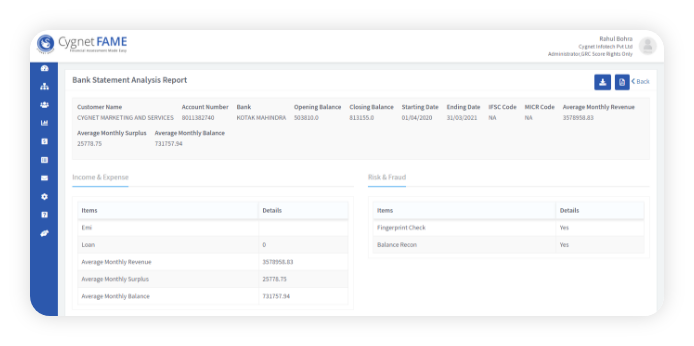 Cygnet FAME
Financial Assessment Made Easy
Rahul Bohra
Cygnet Infotech Pvt Ltd
Administrator,GRC Score Rights Only
Bank Statement Analysis Report
Back
Customer Name Account Number Bank Opening Balance Closing Balance Starting Date Ending Date IFSC Code MICR Code Average Monthly Revenue
CYGNET MARKETING AND SERVICES 8011382740 KOTAK MAHINDRA 503810.0 813155.0 01/04/2020 31/03/2021 NA NA 3578958.83
Average Monthly Surplus Average Monthly Balance
25778.75 731757.94
Income & Expense Risk & Fraud
Items Details Items Details
Emi Fingerprint Check Yes
Loan 0 Balance Recon Yes
Average Monthly Revenue 3578958.83
Average Monthly Surplus 25778.75
Average Monthly Balance 731757.94